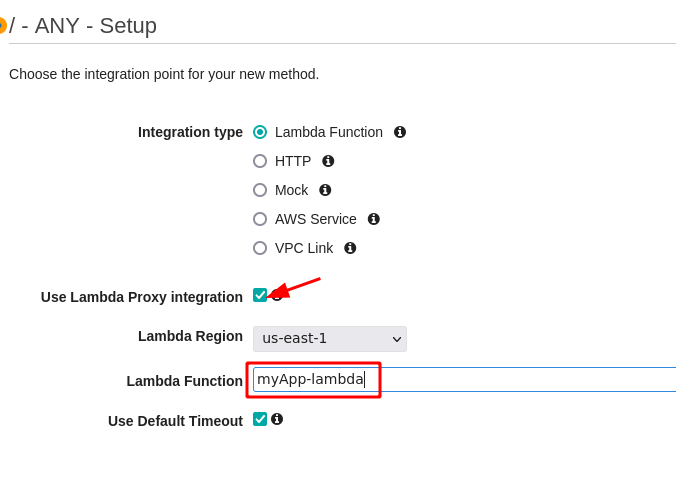 / - ANY - Setup
Choose the integration point for your new method.
Integration type
Lambda Function
HTTP
Mock
AWS Service
VPC Link
Use Lambda Proxy integration
Lambda Region us-east-1
Lambda Function myApp-lambda
Use Default Timeout